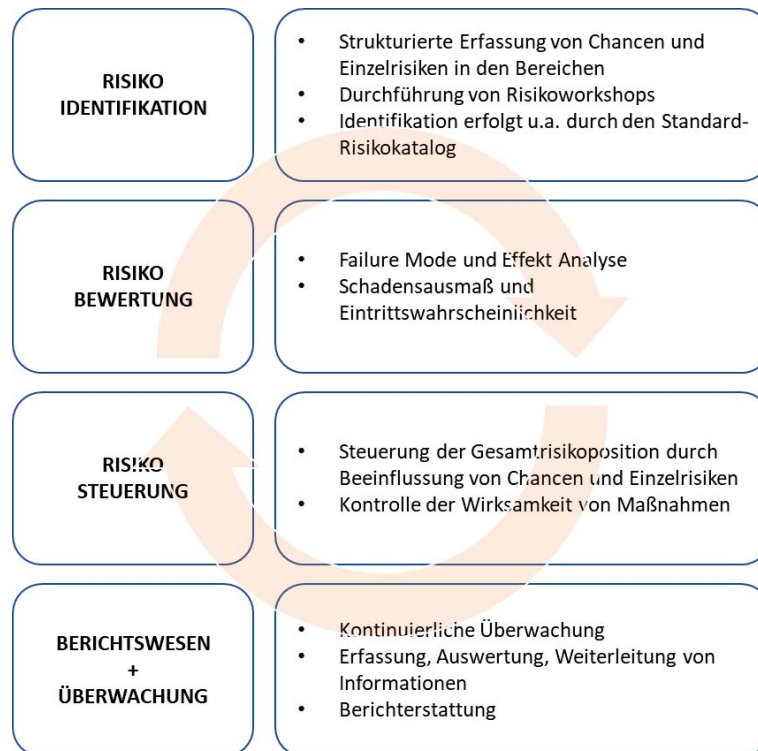 RISIKO
IDENTIFIKATION
• Strukturierte Erfassung von Chancen und
Einzelrisiken in den Bereichen
• Durchführung von Risikoworkshops
• Identifikation erfolgt u.a. durch den Standard-
Risikokatalog
RISIKO
BEWERTUNG
• Failure Mode und Effekt Analyse
• Schadensausmaß und
Eintrittswahrscheinlichkeit
RISIKO
STEUERUNG
• Steuerung der Gesamtrisikoposition durch
Beeinflussung von Chancen und Einzelrisiken
• Kontrolle der Wirksamkeit von Maßnahmen
BERICHTSWESEN
+
ÜBERWACHUNG
• Kontinuierliche Überwachung
• Erfassung, Auswertung, Weiterleitung von
Informationen
• Berichterstattung